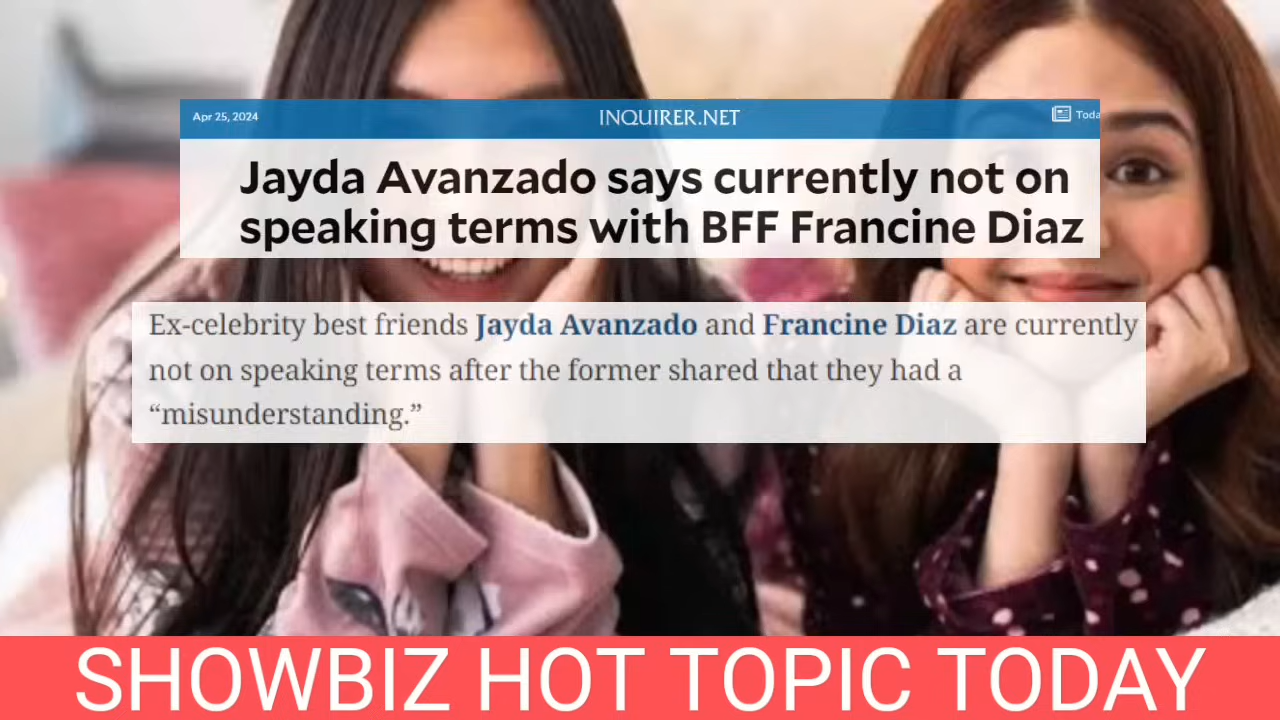 Apr 25, 2024
INQUIRER.NET
Toda
Jayda Avanzado says currently not on
speaking terms with BFF Francine Diaz
Ex-celebrity best friends Jayda Avanzado and Francine Diaz are currently
not on speaking terms after the former shared that they had a
“misunderstanding.”
SHOWBIZ HOT TOPIC TODAY